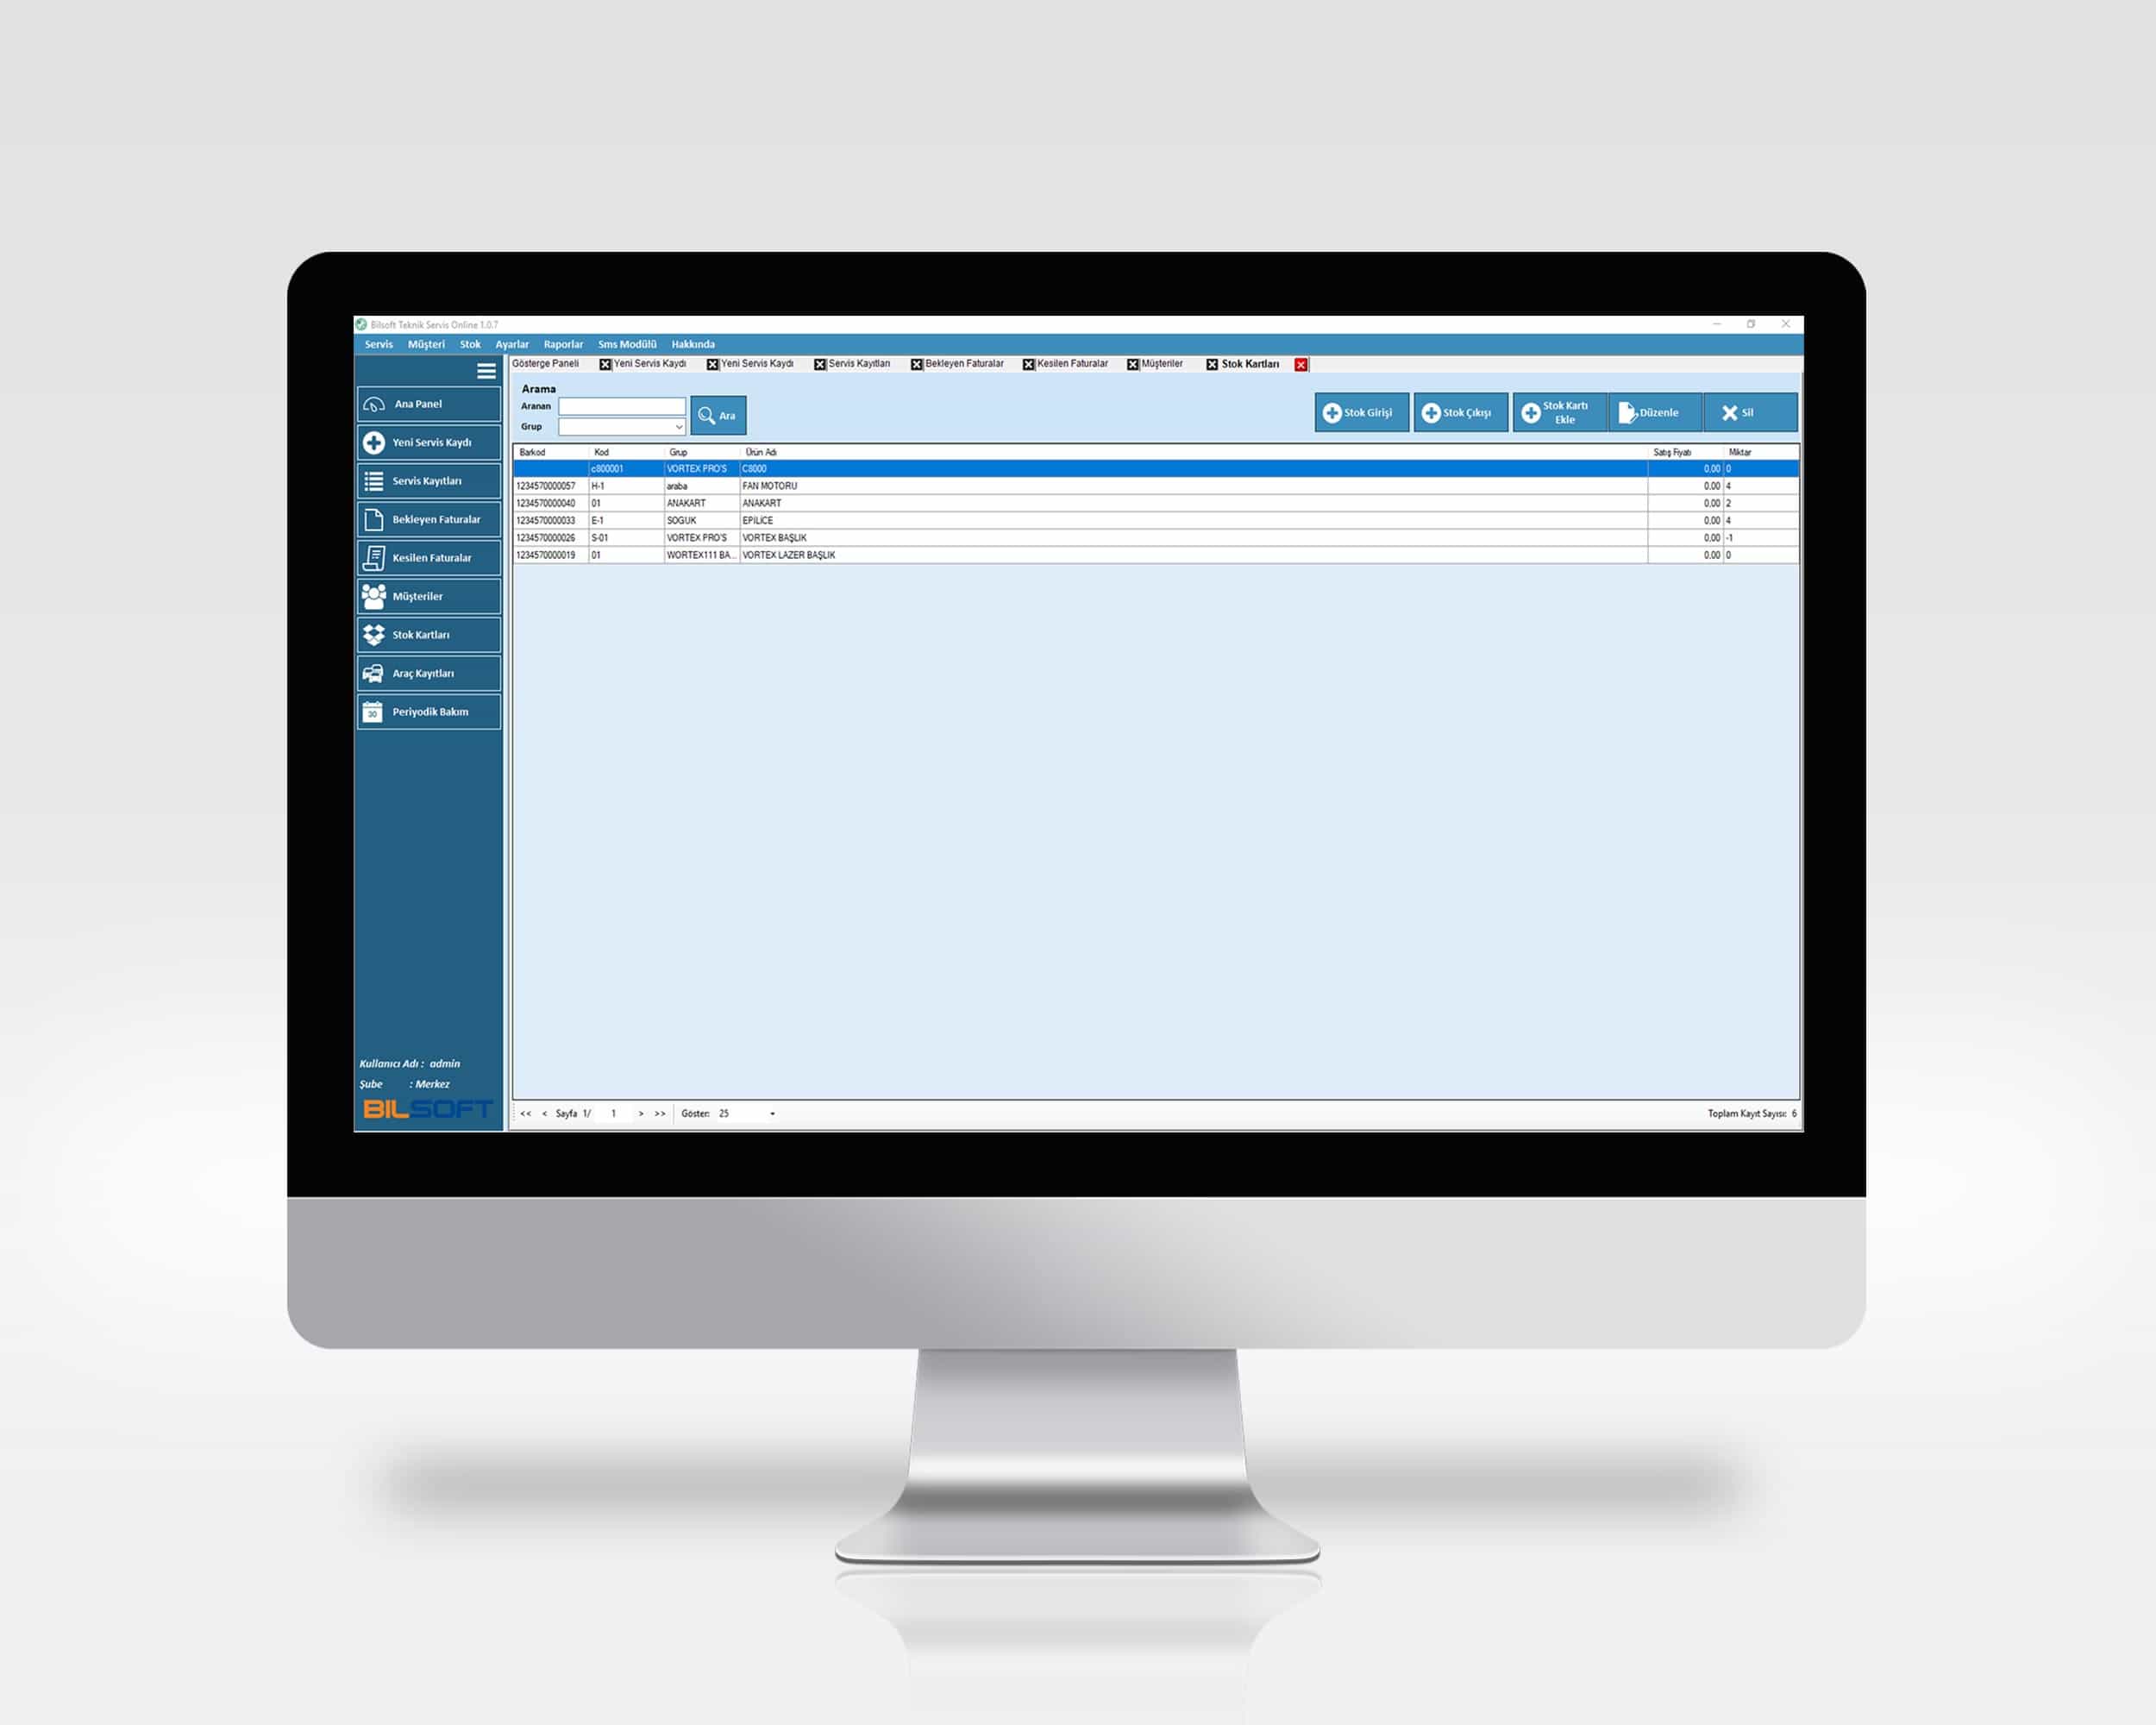 Bilsoft Teknik Servis Online 1.0.7
Servis Müşteri Stok Ayarlar Raporlar Sms Modülü Hakkında
Gösterge Paneli Yeni Servis Kaydı Yeni Servis Kaydı Servis Kayıtları Bekleyen Faturalar Kesilen Faturalar Müşteriler Stok Kartları
Ana Panel
Yeni Servis Kaydı
Servis Kayıtları
Bekleyen Faturalar
Kesilen Faturalar
Müşteriler
Stok Kartları
Araç Kayıtları
30 Periyodik Bakım
Kullanıcı Adı : admin
Şube : Merkez
BILSOFT
Arama
Aranan
Grup
Ara
Stok Girişi
Stok Çıkışı
Stok Kartı
Ekle
Düzenle
Sil
Barkod Kod Grup Ürün Adı Satış Fiyatı Miktar
c800001 VORTEX PRO'S C8000 0.00 0
1234570000057 H-1 araba FAN MOTORU 0.00 4
1234570000040 01 ANAKART ANAKART 0.00 2
1234570000033 E-1 SOGUK EPİLİCE 0.00 4
1234570000026 S-01 VORTEX PRO'S VORTEX BAŞLIK 0.00 -1
1234570000019 01 WORTEX111 BA... VORTEX LAZER BAŞLIK 0.00 0
<< < Sayfa 1/ 1 > >> Göster: 25
Toplam Kayıt Sayısı: 6